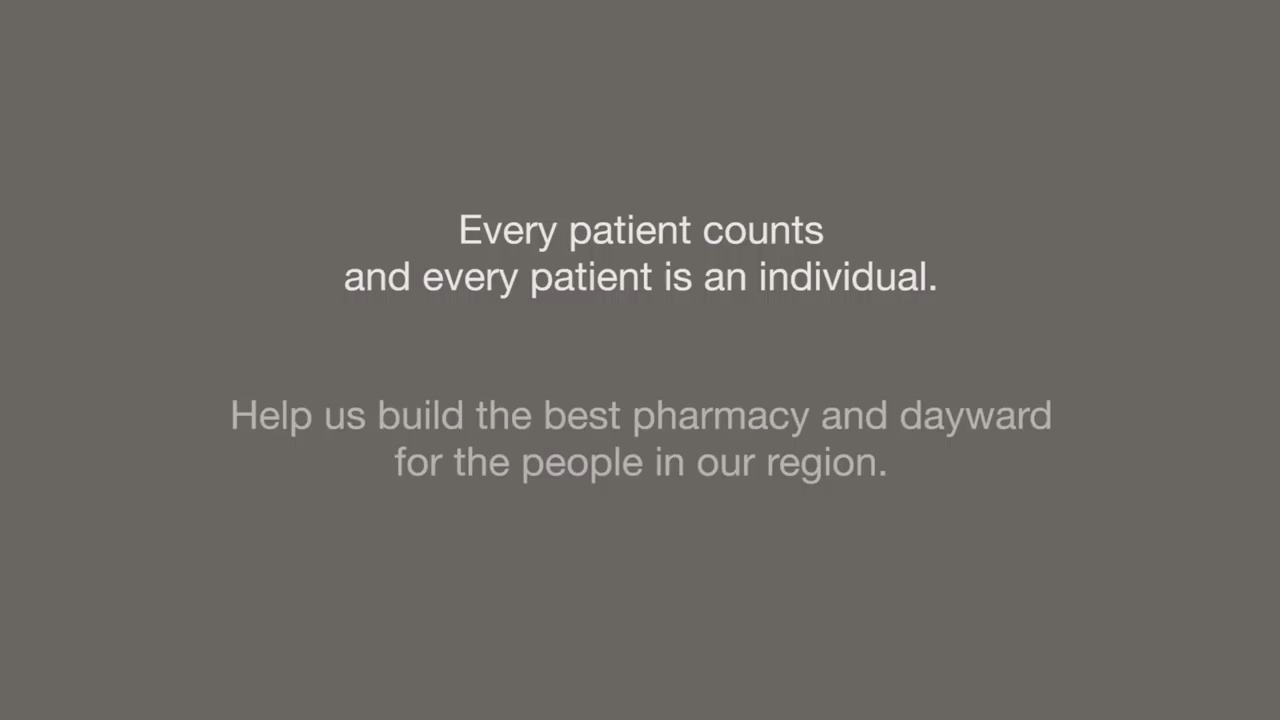 Every patient counts
and every patient is an individual.
Help us build the best pharmacy and dayward
for the people in our region.